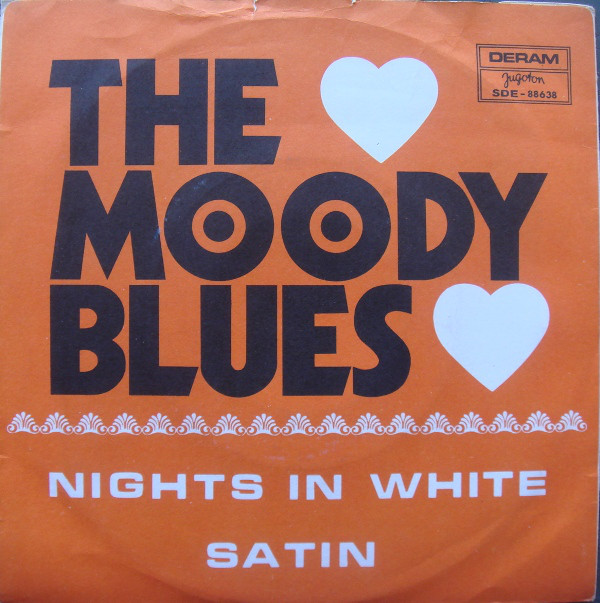 THE
MOODY
BLUES
DERAM
Jugoton
SDE-88638
NIGHTS IN WHITE
SATIN